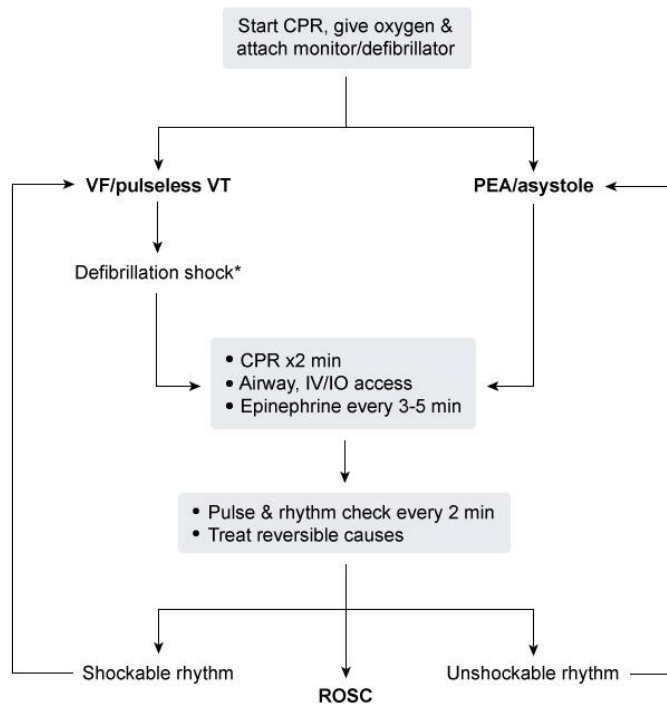 Start CPR, give oxygen &
attach monitor/defibrillator
VF/pulseless VT
PEA/asystole
Defibrillation shock*
• CPR x2 min
• Airway, IV/IO access
• Epinephrine every 3-5 min
• Pulse & rhythm check every 2 min
• Treat reversible causes
Shockable rhythm
ROSC
Unshockable rhythm